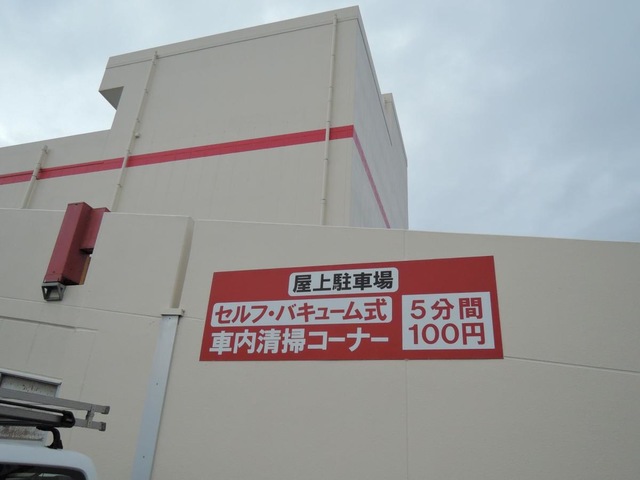 屋上駐車場
セルフ・バキューム式
車内清掃コーナー
5分間
100円